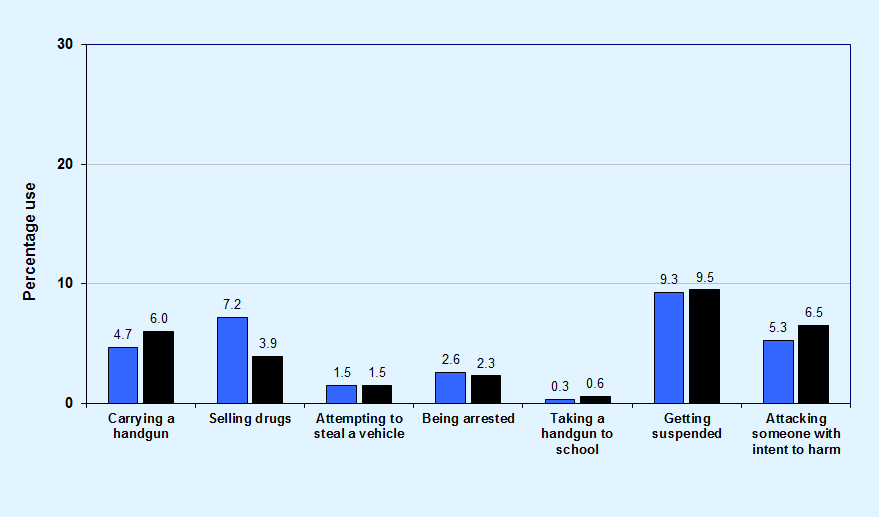 30
20
10
0
Percentage use
4.7
6.0
7.2
3.9
1.5
1.5
2.6
2.3
0.3
0.6
9.3
9.5
5.3
6.5
Carrying a
handgun
Selling drugs
Attempting to
steal a vehicle
Being arrested
Taking a
handgun to
school
Getting
suspended
Attacking
someone with
intent to harm